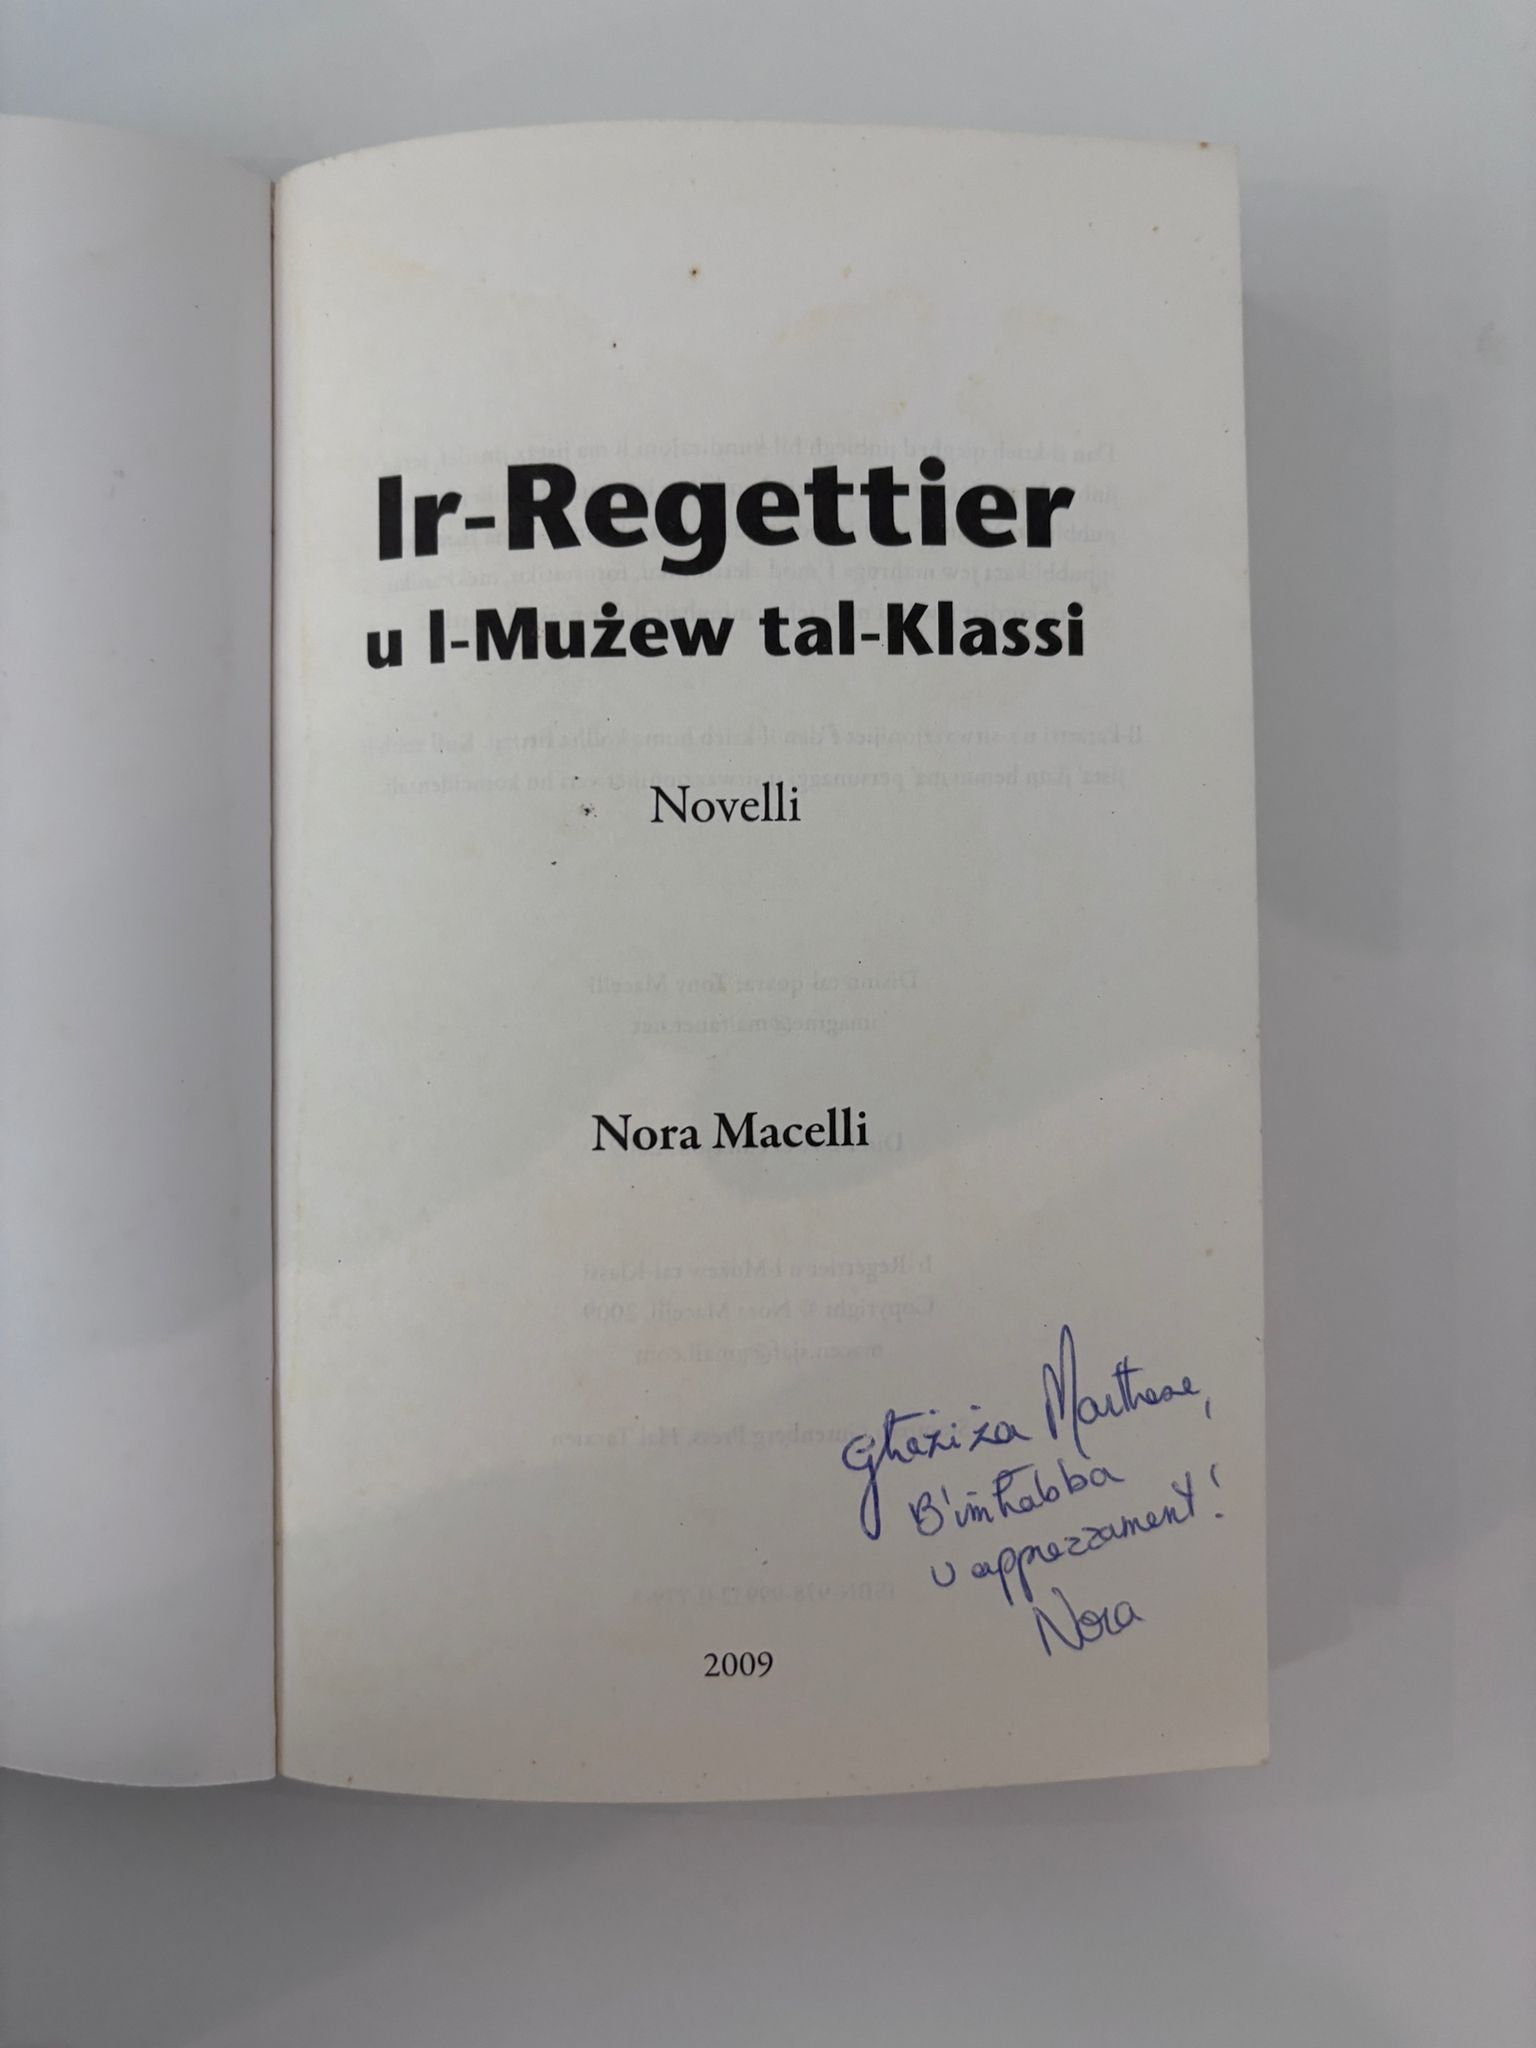 Ir-Regettier
u l-Mużew tal-Klassi
Novelli
Nora Macelli
Għażiża Marthese,
B'imħabba
u apprezzament!
Nora
2009